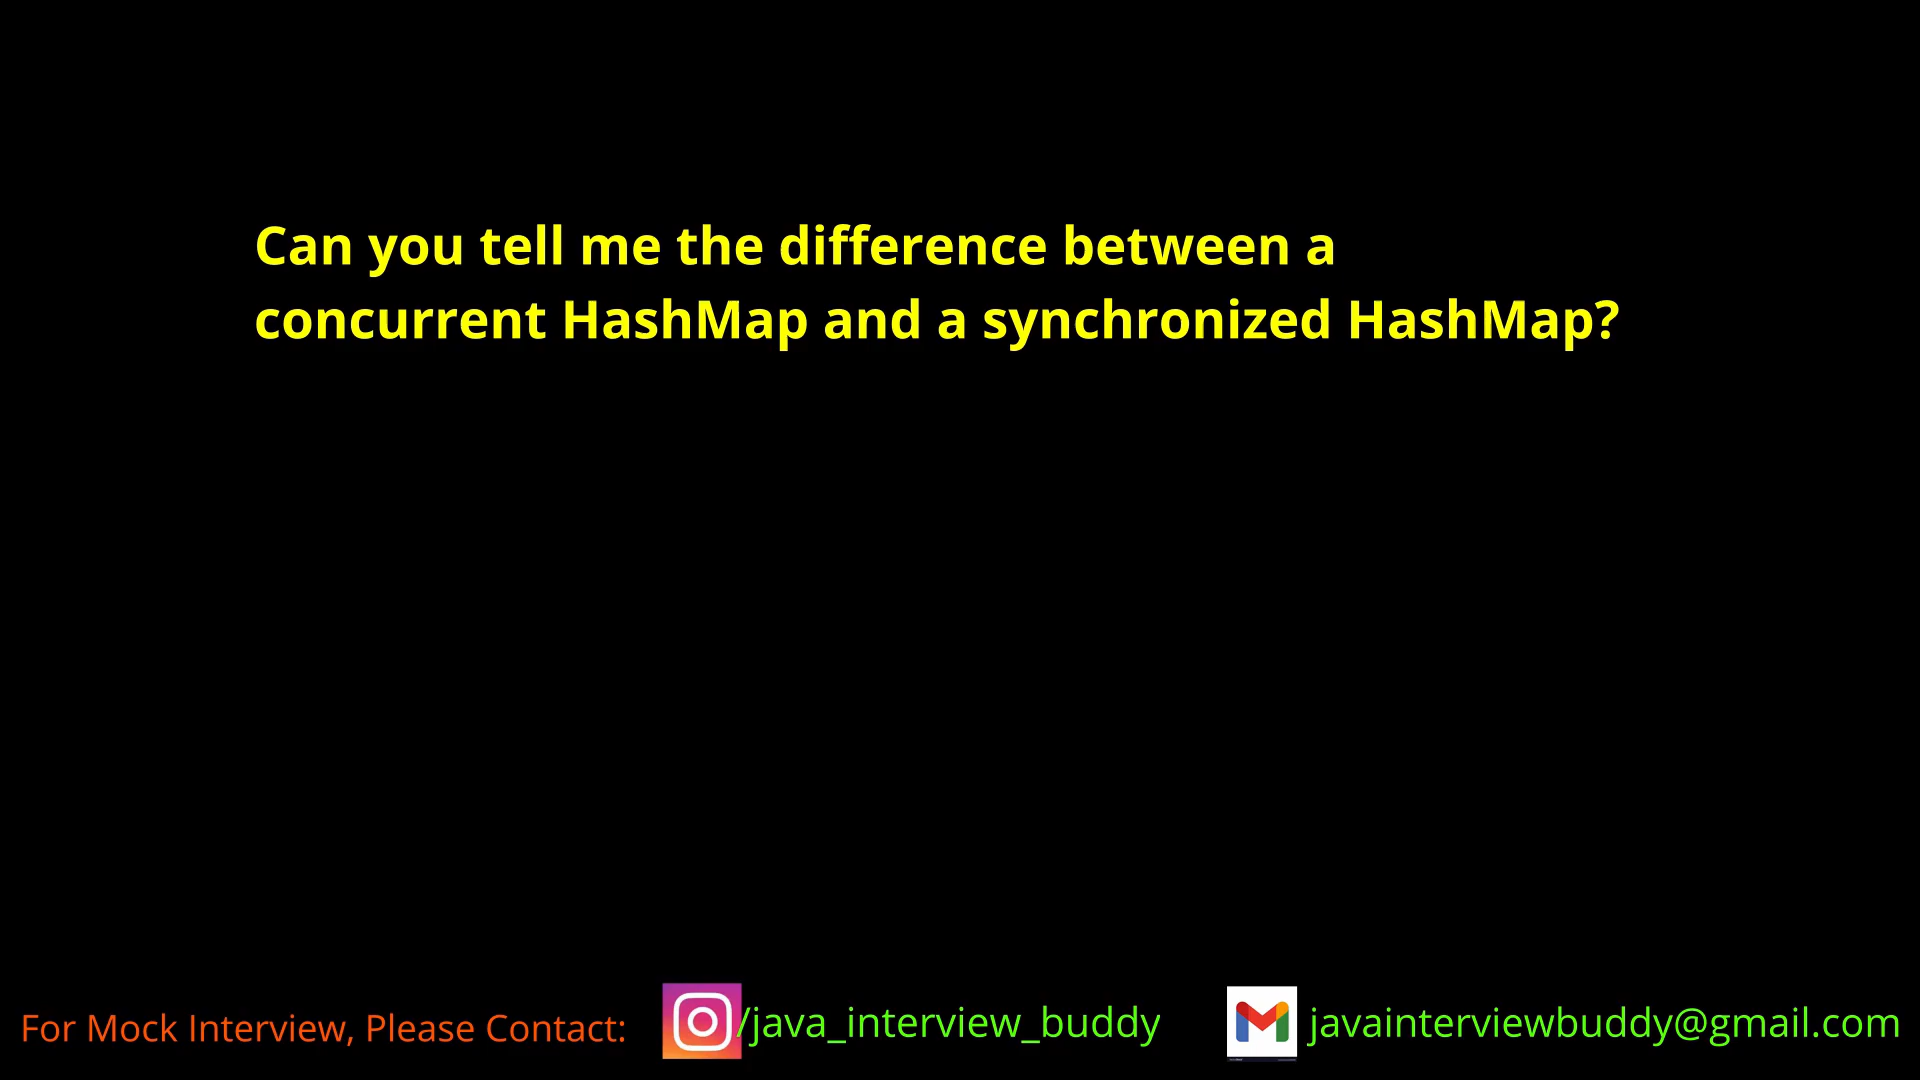 Can you tell me the difference between a
concurrent HashMap and a synchronized HashMap?
For Mock Interview, Please Contact: /java_interview_buddy javainterviewbuddy@gmail.com